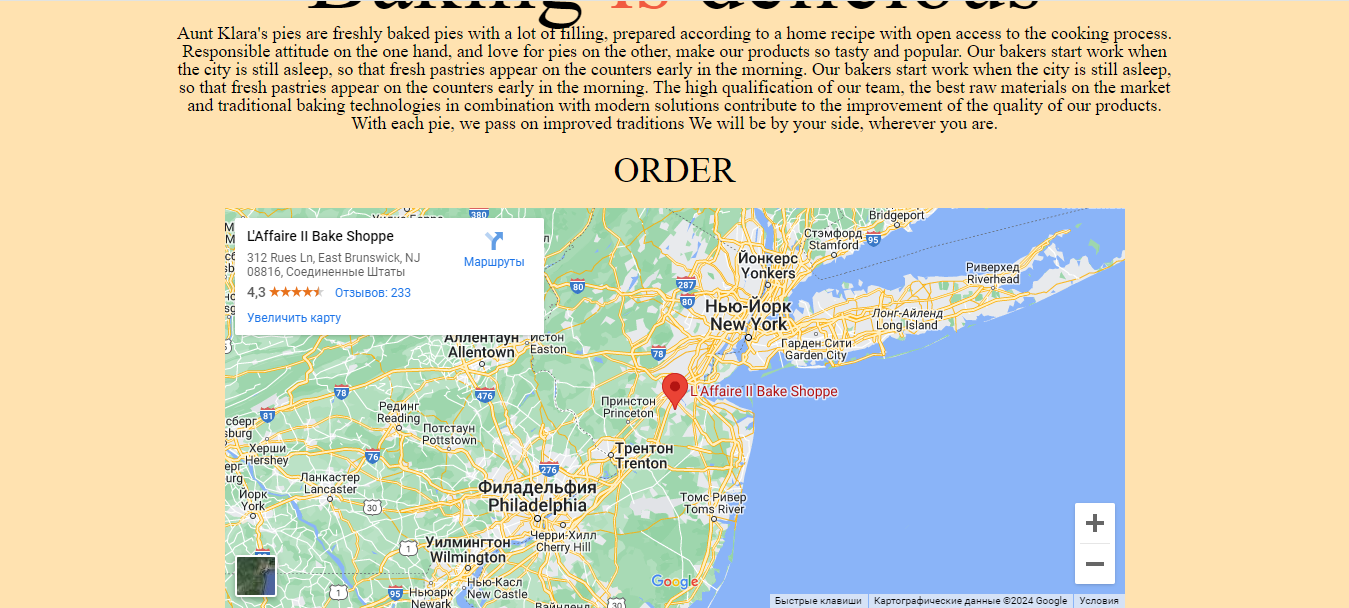 Baking is delicious
Aunt Klara's pies are freshly baked pies with a lot of filling, prepared according to a home recipe with open access to the cooking process.
Responsible attitude on the one hand, and love for pies on the other, make our products so tasty and popular. Our bakers start work when
the city is still asleep, so that fresh pastries appear on the counters early in the morning. Our bakers start work when the city is still asleep,
so that fresh pastries appear on the counters early in the morning. The high qualification of our team, the best raw materials on the market
and traditional baking technologies in combination with modern solutions contribute to the improvement of the quality of our products.
With each pie, we pass on improved traditions We will be by your side, wherever you are.
ORDER
L'Affaire II Bake Shoppe
312 Rues Ln, East Brunswick, NJ
08816, Соединенные Штаты
4,3
Отзывов: 233
Увеличить карту
Маршруты
380
Bridgeport
Стэмфорд
Stamford
95
Йонкерс
Yonkers
Риверхед
Riverhead
80
287
80
Нью-Йорк
New York
Лонг-Айленд
Long Island
Гарден Сити
Garden City
Аллентаун
Allentown
Истон
Easton
78
L'Affaire II Bake Shoppe
78
476
Принстон
Princeton
81
Рединг
Reading
Потстаун
Pottstown
Херши
Hershey
76
Трентон
Trenton
276
Ланкастер
Lancaster
Филадельфия
Philadelphia
Томс Ривер
Toms River
Йорк
York
30
Черри-Хилл
Cherry Hill
1
Уилмингтон
Wilmington
Нью-Касл
New Castle
1
95
Ньюарк
Newark
30
Google
Быстрые клавиши
Картографические данные ©2024 Google
Условия